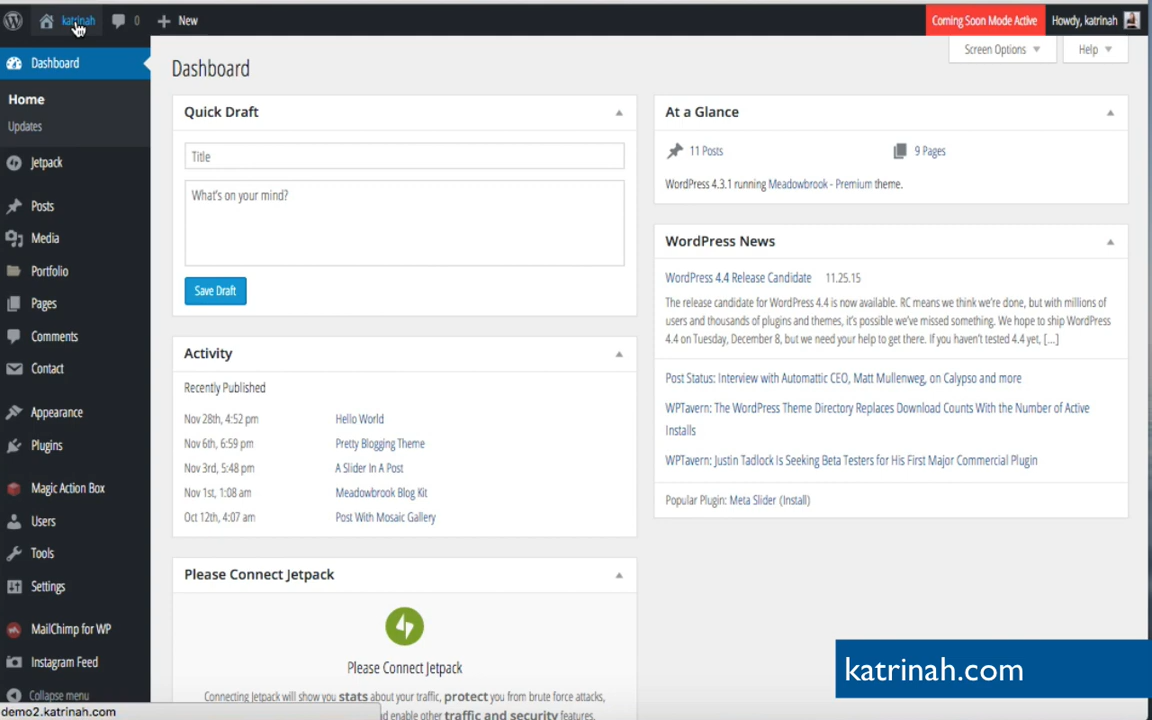 katrinah
0
New
Coming Soon Mode Active
Howdy, katrinah
Screen Options
Help
Dashboard
Home
Updates
Jetpack
Posts
Media
Portfolio
Pages
Comments
Contact
Appearance
Plugins
Magic Action Box
Users
Tools
Settings
MailChimp for WP
Instagram Feed
Collapse menu
demo2.katrinah.com
Dashboard
Quick Draft
Title
What's on your mind?
Save Draft
Activity
Recently Published
Nov 28th, 4:52 pm Hello World
Nov 6th, 6:59 pm Pretty Blogging Theme
Nov 3rd, 5:48 pm A Slider In A Post
Nov 1st, 1:08 am Meadowbrook Blog Kit
Oct 12th, 4:07 am Post With Mosaic Gallery
Please Connect Jetpack
Please Connect Jetpack
Connecting Jetpack will show you stats about your traffic, protect you from brute force attacks,
nd enable other traffic and security features.
At a Glance
11 Posts
9 Pages
WordPress 4.3.1 running Meadowbrook - Premium theme.
WordPress News
WordPress 4.4 Release Candidate 11.25.15
The release candidate for WordPress 4.4 is now available. RC means we think we're done, but with millions of
users and thousands of plugins and themes, it's possible we've missed something. We hope to ship WordPress
4.4 on Tuesday, December 8, but we need your help to get there. If you haven't tested 4.4 yet, […]
Post Status: Interview with Automattic CEO, Matt Mullenweg, on Calypso and more
WPTavern: The WordPress Theme Directory Replaces Download Counts With the Number of Active
Installs
WPTavern: Justin Tadlock Is Seeking Beta Testers for His First Major Commercial Plugin
Popular Plugin: Meta Slider (Install)
katrinah.com